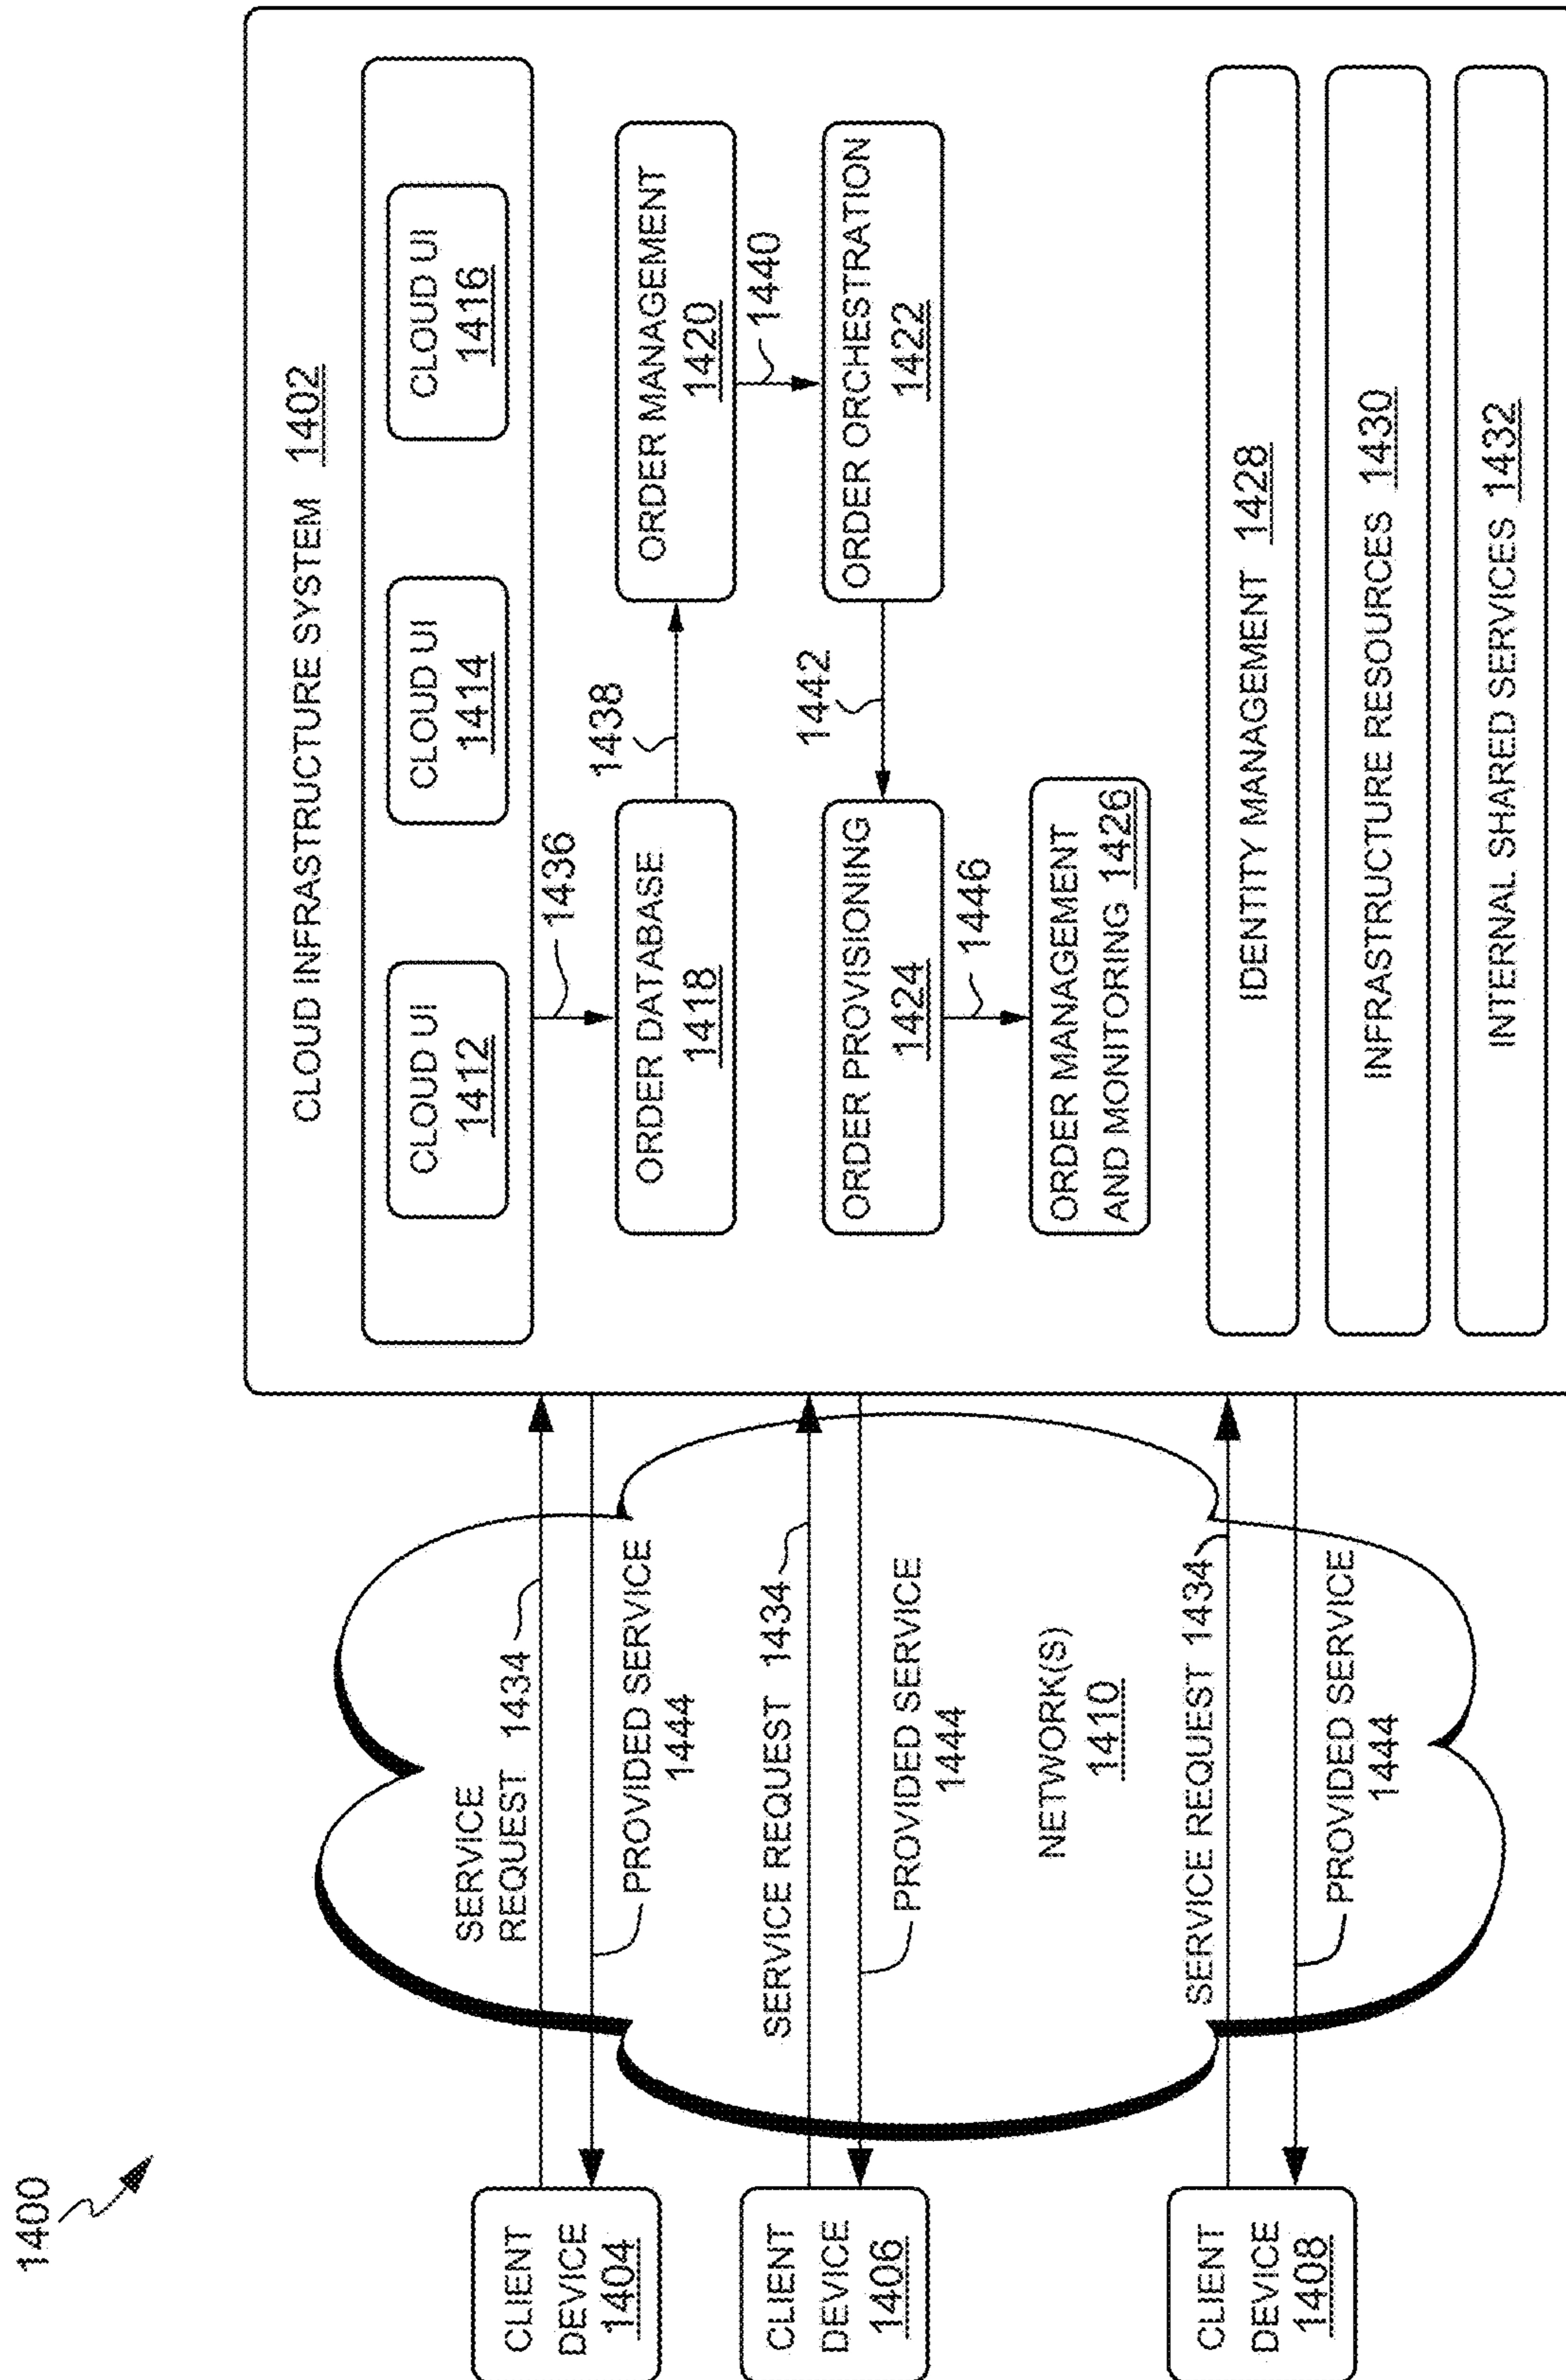 1400
CLIENT
DEVICE
1404
CLIENT
DEVICE
1406
CLIENT
DEVICE
1408
SERVICE
REQUEST 1434
PROVIDED SERVICE
1444
SERVICE REQUEST 1434
PROVIDED SERVICE
1444
NETWORK(S)
1410
SERVICE REQUEST 1434
PROVIDED SERVICE
1444
CLOUD INFRASTRUCTURE SYSTEM 1402
CLOUD UI
1412
CLOUD UI
1414
CLOUD UI
1416
1436
ORDER DATABASE
1418
1438
ORDER MANAGEMENT
1420
1440
ORDER PROVISIONING
1424
1442
ORDER ORCHESTRATION
1422
1446
ORDER MANAGEMENT
AND MONITORING 1426
IDENTITY MANAGEMENT 1428
INFRASTRUCTURE RESOURCES 1430
INTERNAL SHARED SERVICES 1432